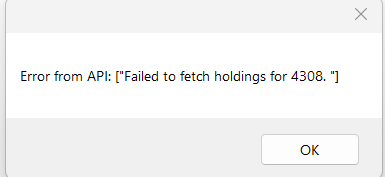 Error from API: ["Failed to fetch holdings for 4308. "]
OK